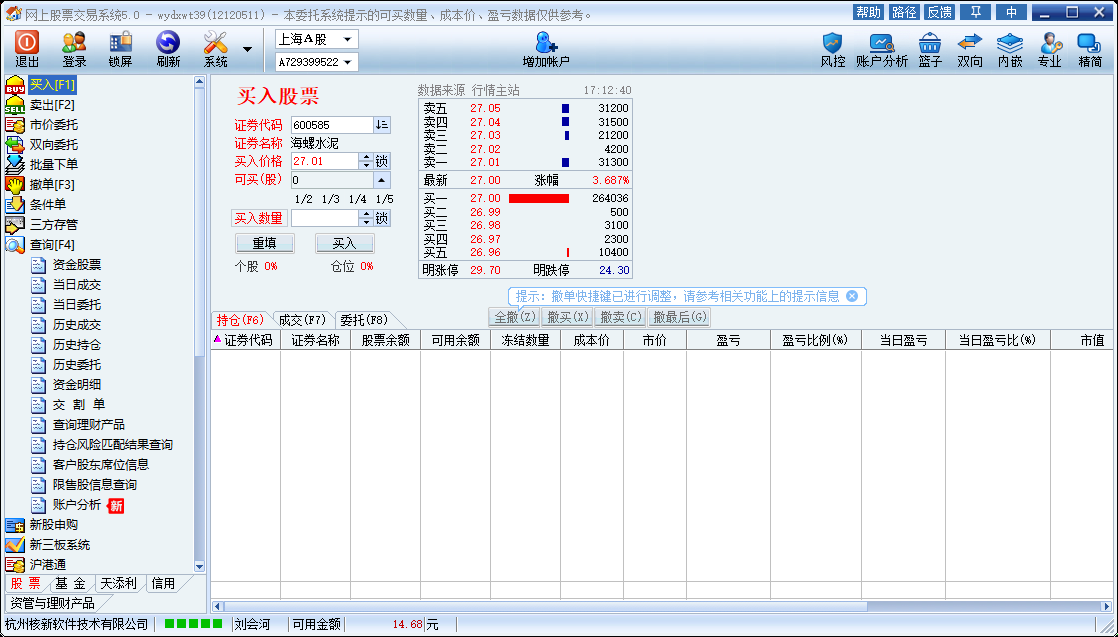 网上股票交易系统5.0 - wydxwt39(12120511) - 本委托系统提示的可买数量、成本价、盈亏数据仅供参考。
帮助 路径 反馈 中
退出 登录 锁屏 刷新 系统
上海A股
A729399522
增加帐户
风控 账户分析 篮子 双向 内嵌 专业 精简
买入[F1]
卖出[F2]
市价委托
双向委托
批量下单
撤单[F3]
条件单
三方存管
查询[F4]
资金股票
当日成交
当日委托
历史成交
历史持仓
历史委托
资金明细
交 割 单
查询理财产品
持仓风险匹配结果查询
客户股东席位信息
限售股信息查询
账户分析 新
新股申购
新三板系统
沪港通
股 票 基 金 天添利 信用
资管与理财产品
买入股票
证券代码 600585
证券名称 海螺水泥
买入价格 27.01 锁
可买(股) 0
1/2 1/3 1/4 1/5
买入数量 锁
重填 买入
个股 0% 仓位 0%
数据来源 行情主站 17:12:40
卖五 27.05 31200
卖四 27.04 31500
卖三 27.03 21200
卖二 27.02 4200
卖一 27.01 31300
最新 27.00 涨幅 3.687%
买一 27.00 264036
买二 26.99 500
买三 26.98 3100
买四 26.97 2300
买五 26.96 10400
明涨停 29.70 明跌停 24.30
提示：撤单快捷键已进行调整，请参考相关功能上的提示信息
持仓(F6) 成交(F7) 委托(F8) 全撤(Z) 撤买(X) 撤卖(C) 撤最后(G)
证券代码 证券名称 股票余额 可用余额 冻结数量 成本价 市价 盈亏 盈亏比例(%) 当日盈亏 当日盈亏比(%) 市值
杭州核新软件技术有限公司 刘会河 可用金额 14.68元